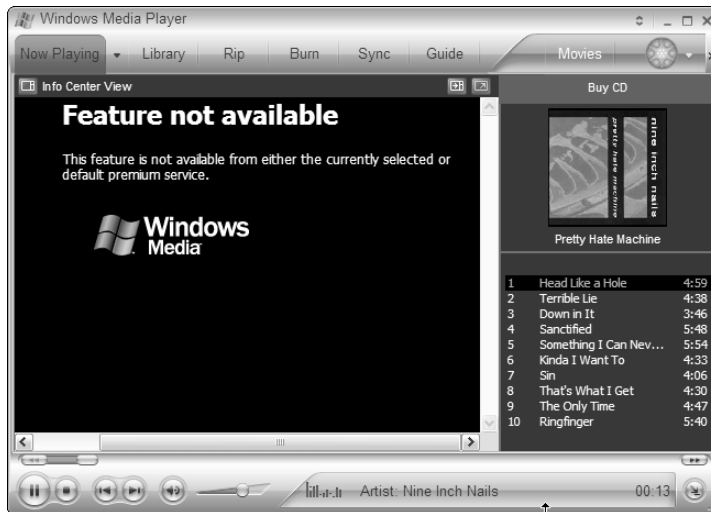 Windows Media Player
Now Playing Library Rip Burn Sync Guide Movies
Info Center View
Buy CD
Feature not available
This feature is not available from either the currently selected or
default premium service.
Windows
Media
pretty hate machine
nine inch nails
Pretty Hate Machine
1 Head Like a Hole 4:59
2 Terrible Lie 4:38
3 Down in It 3:46
4 Sanctified 5:48
5 Something I Can Nev... 5:54
6 Kinda I Want To 4:33
7 Sin 4:06
8 That's What I Get 4:30
9 The Only Time 4:47
10 Ringfinger 5:40
Artist: Nine Inch Nails 00:13